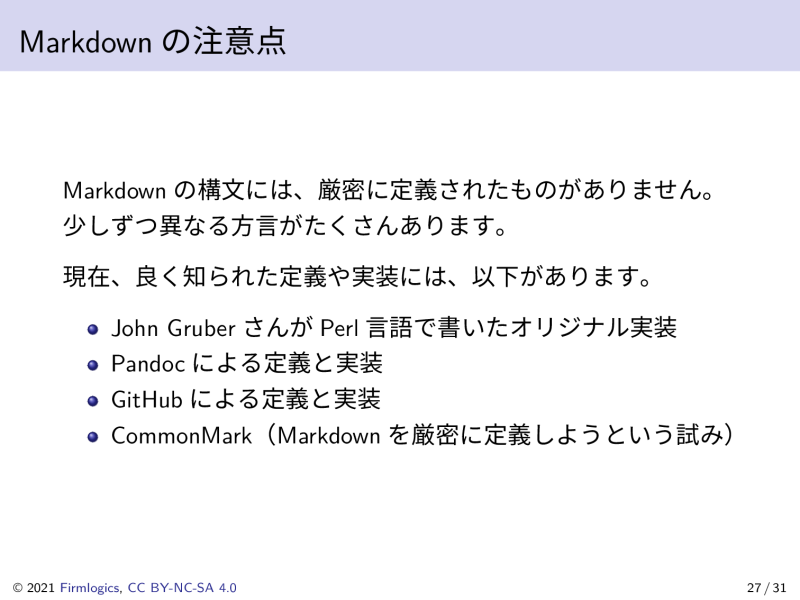 Markdown の注意点
Markdown の構文には、厳密に定義されたものがありません。
少しずつ異なる方言がたくさんあります。
現在、良く知られた定義や実装には、以下があります。
John Gruber さんが Perl 言語で書いたオリジナル実装
Pandoc による定義と実装
GitHub による定義と実装
CommonMark（Markdown を厳密に定義しようという試み）
© 2021 Firmlogics, CC BY-NC-SA 4.0
27 / 31